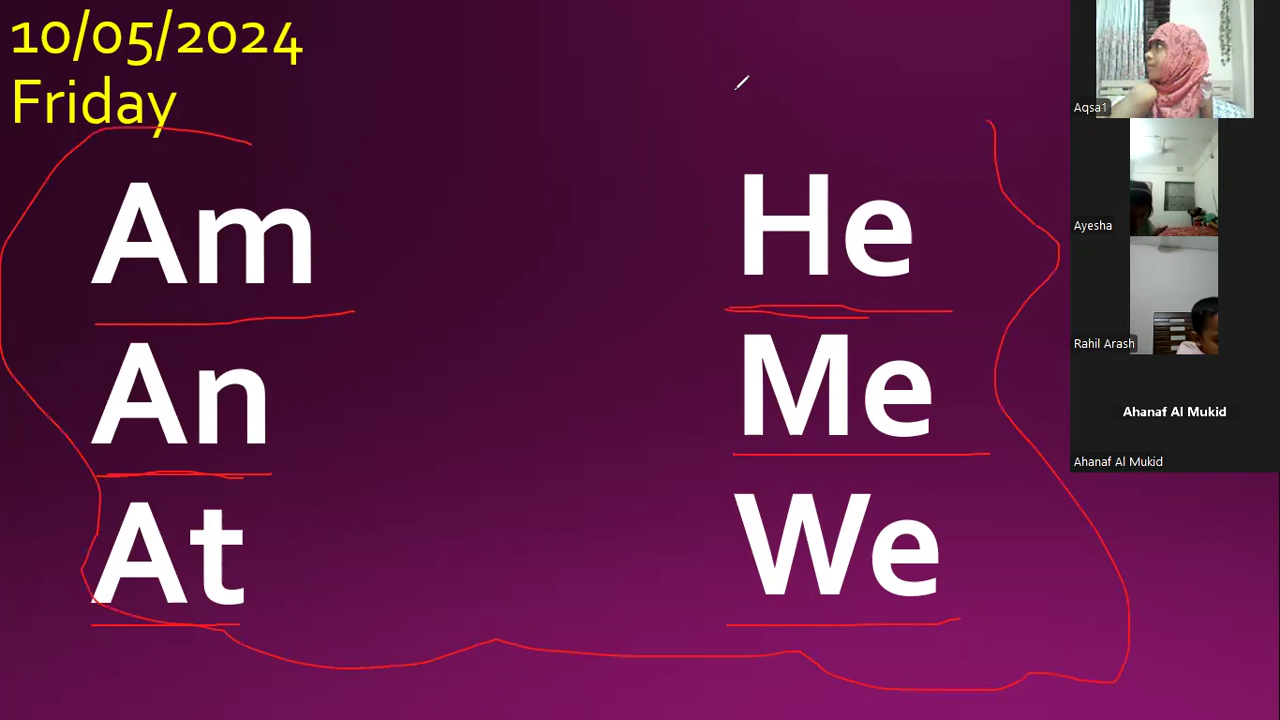 10/05/2024
Friday
Am
An
At
He
Me
We
Aqsa1
Ayesha
Rahil Arash
Ahanaf Al Mukid
Ahanaf Al Mukid